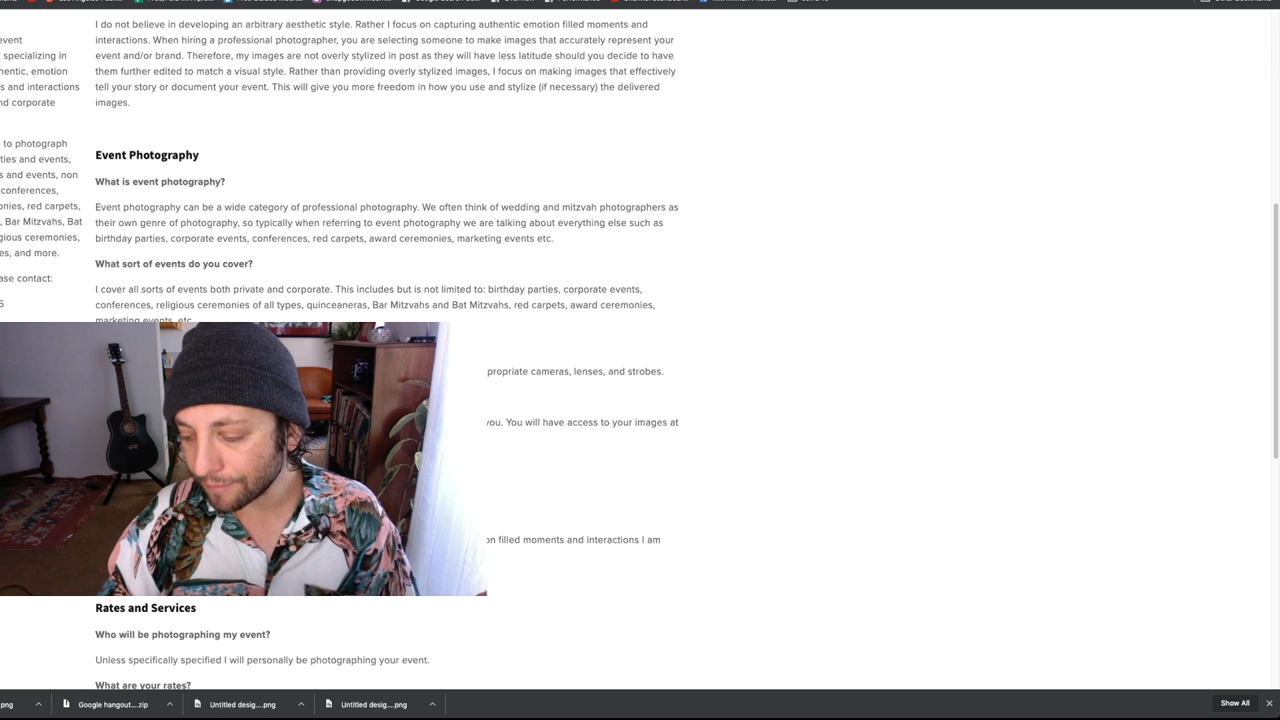 I do not believe in developing an arbitrary aesthetic style. Rather I focus on capturing authentic emotion filled moments and
interactions. When hiring a professional photographer, you are selecting someone to make images that accurately represent your
event and/or brand. Therefore, my images are not overly stylized in post as they will have less latitude should you decide to have
them further edited to match a visual style. Rather than providing overly stylized images, I focus on making images that effectively
tell your story or document your event. This will give you more freedom in how you use and stylize (if necessary) the delivered
images.
event
specializing in
hentic, emotion
s and interactions
nd corporate
to photograph
ties and events,
s and events, non
conferences,
onies, red carpets,
, Bar Mitzvahs, Bat
gious ceremonies,
es, and more.
ase contact:
5
Event Photography
What is event photography?
Event photography can be a wide category of professional photography. We often think of wedding and mitzvah photographers as
their own genre of photography, so typically when referring to event photography we are talking about everything else such as
birthday parties, corporate events, conferences, red carpets, award ceremonies, marketing events etc.
What sort of events do you cover?
I cover all sorts of events both private and corporate. This includes but is not limited to: birthday parties, corporate events,
conferences, religious ceremonies of all types, quinceaneras, Bar Mitzvahs and Bat Mitzvahs, red carpets, award ceremonies,
marketing events, etc.
propriate cameras, lenses, and strobes.
you. You will have access to your images at
on filled moments and interactions I am
Rates and Services
Who will be photographing my event?
Unless specifically specified I will personally be photographing your event.
What are your rates?
.png
Google hangout....zip
Untitled desig....png
Untitled desig....png
Show All